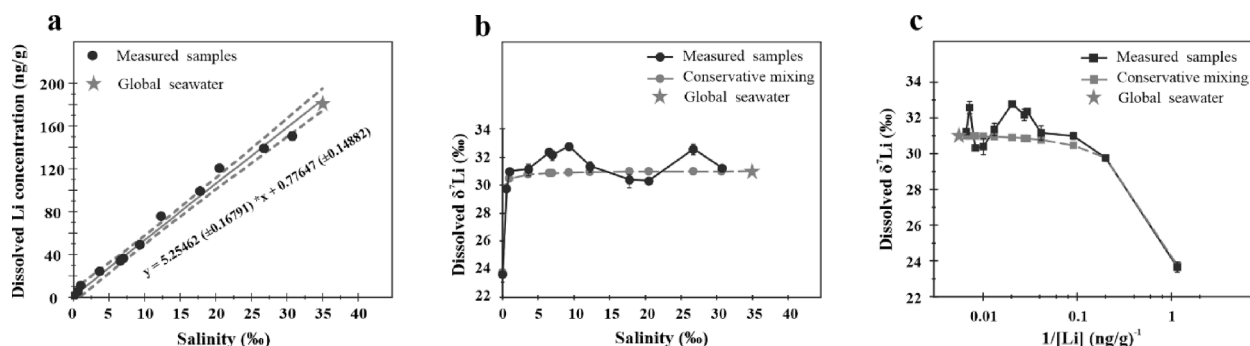 a
Dissolved Li concentration (ng/g)
240
200
160
120
80
40
0
Measured samples
Global seawater
y = 5.25462 (±0.16791) *x + 0.77647 (±0.14882)
0 5 10 15 20 25 30 35 40
Salinity (‰)
b
Dissolved δ⁷Li (‰)
34
32
30
28
26
24
22
Measured samples
Conservative mixing
Global seawater
0 5 10 15 20 25 30 35 40
Salinity (‰)
c
Dissolved δ⁷Li (‰)
34
32
30
28
26
24
22
Measured samples
Conservative mixing
Global seawater
0.01 0.1 1
1/[Li] (ng/g)⁻¹